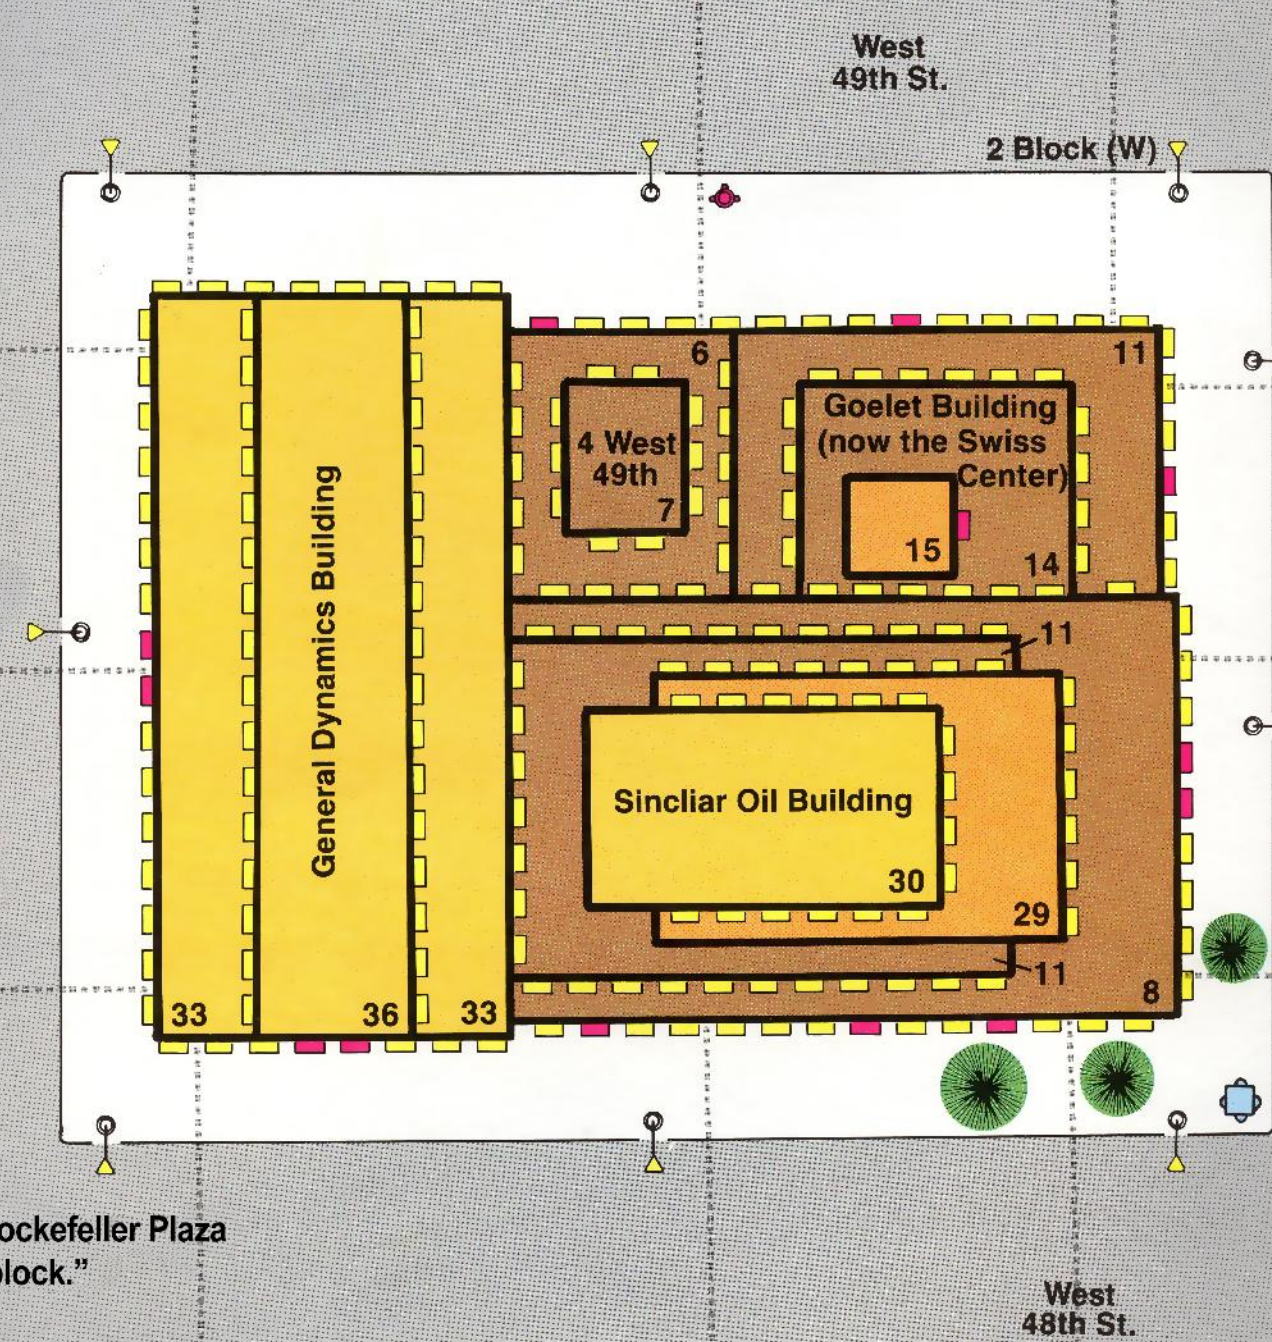 West
49th St.
2 Block (W)
6
11
Goelet Building
(now the Swiss
Center)
4 West
49th
7
15
14
General Dynamics Building
11
Sincliar Oil Building
30
29
11
8
33
36
33
ockefeller Plaza
block."
West
48th St.